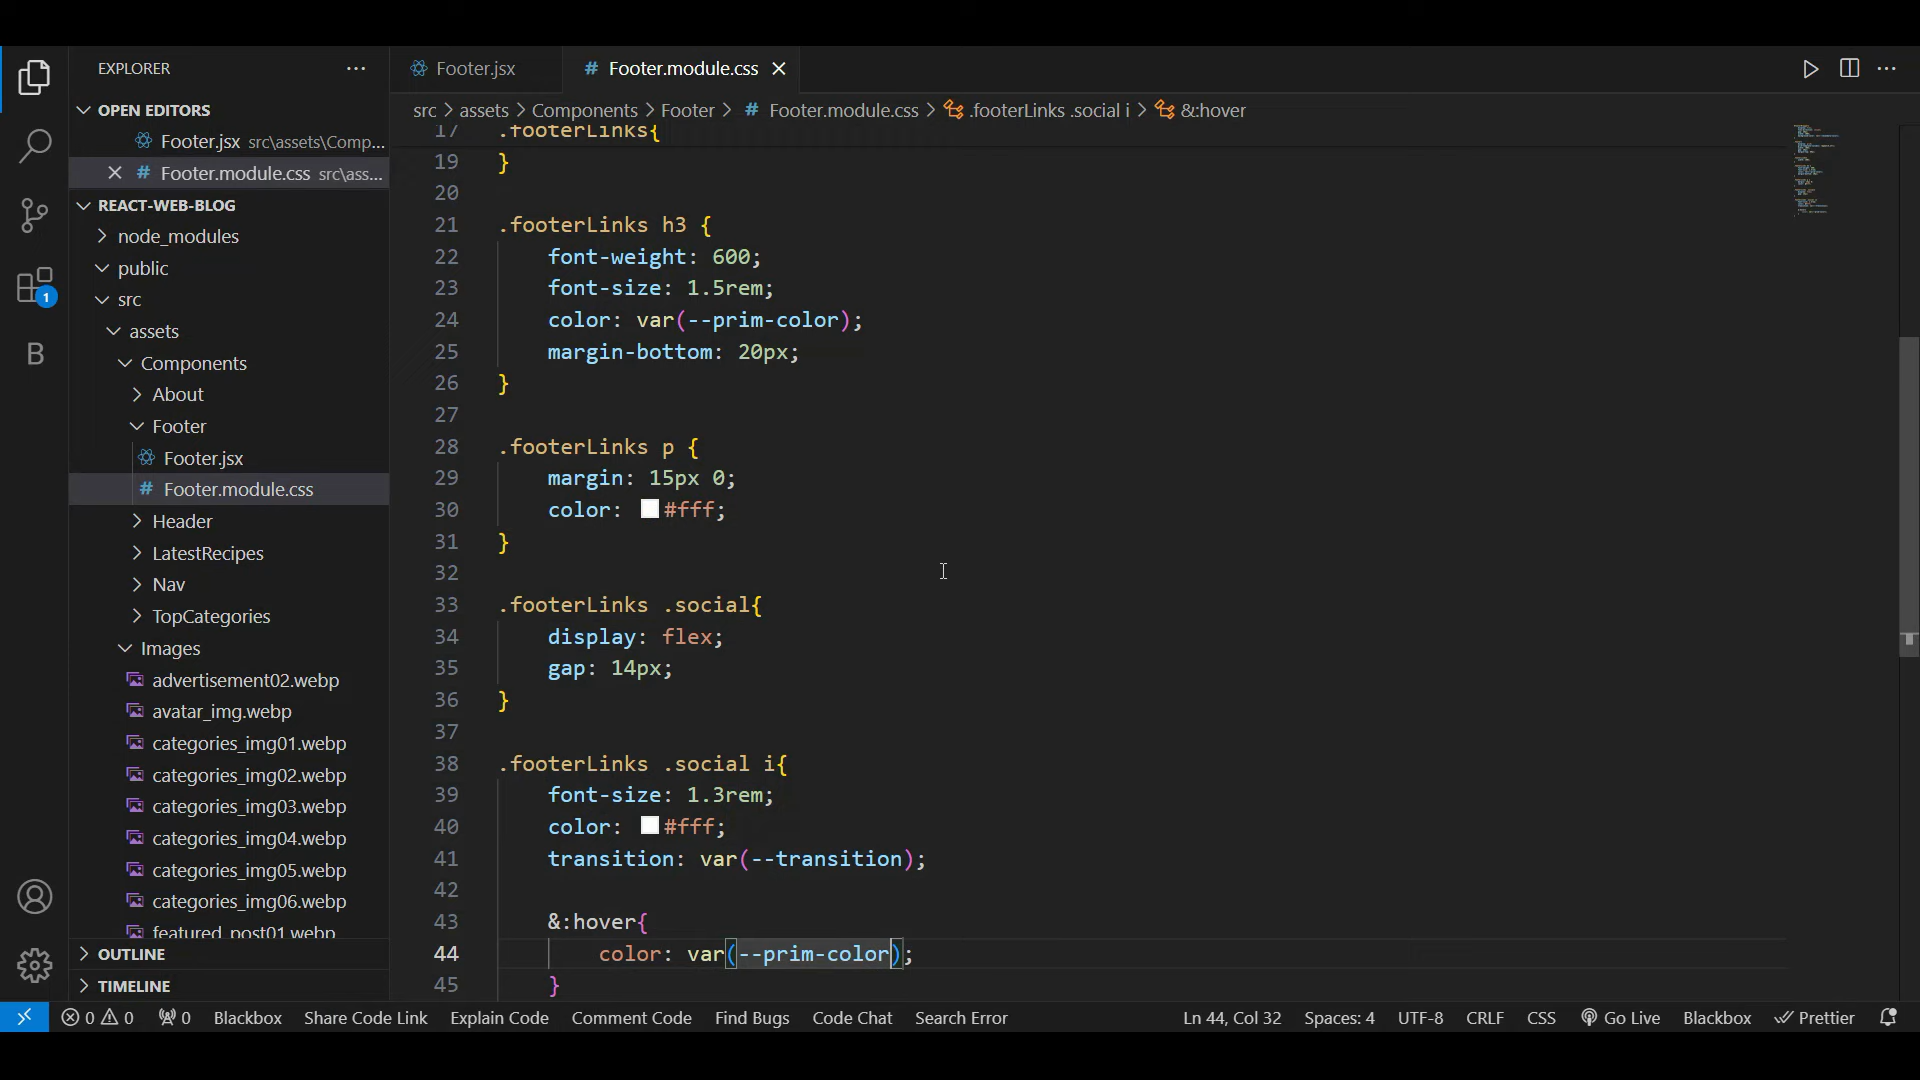 EXPLORER
OPEN EDITORS
Footer.jsx src\assets\Comp...
Footer.module.css src\ass...
REACT-WEB-BLOG
node_modules
public
src
assets
Components
About
Footer
Footer.jsx
Footer.module.css
Header
LatestRecipes
Nav
TopCategories
Images
advertisement02.webp
avatar_img.webp
categories_img01.webp
categories_img02.webp
categories_img03.webp
categories_img04.webp
categories_img05.webp
categories_img06.webp
featured_post01.webp
OUTLINE
TIMELINE
1
B
Footer.jsx
# Footer.module.css
src > assets > Components > Footer > # Footer.module.css > .footerLinks .social i > &:hover
17 .footerLinks{
19 }
20
21 .footerLinks h3 {
22 font-weight: 600;
23 font-size: 1.5rem;
24 color: var(--prim-color);
25 margin-bottom: 20px;
26 }
27
28 .footerLinks p {
29 margin: 15px 0;
30 color: #fff;
31 }
32
33 .footerLinks .social{
34 display: flex;
35 gap: 14px;
36 }
37
38 .footerLinks .social i{
39 font-size: 1.3rem;
40 color: #fff;
41 transition: var(--transition);
42
43 &:hover{
44 color: var(--prim-color);
45 }
0 0 0 Blackbox Share Code Link Explain Code Comment Code Find Bugs Code Chat Search Error Ln 44, Col 32 Spaces: 4 UTF-8 CRLF CSS Go Live Blackbox Prettier